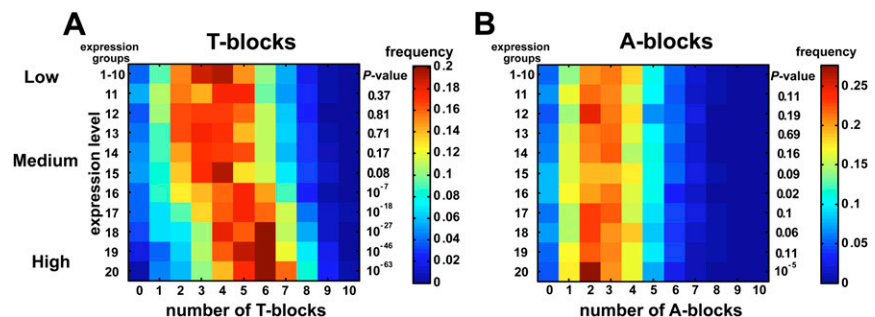 A
T-blocks
expression
groups
frequency
Low
Medium
High
expression level
1-10
11
12
13
14
15
16
17
18
19
20
P-value
0.37
0.81
0.71
0.17
0.08
10-7
10-18
10-27
10-46
10-63
0.2
0.18
0.16
0.14
0.12
0.1
0.08
0.06
0.04
0.02
0
0 1 2 3 4 5 6 7 8 9 10
number of T-blocks
B
A-blocks
expression
groups
frequency
1-10
11
12
13
14
15
16
17
18
19
20
P-value
0.11
0.19
0.69
0.16
0.09
0.02
0.1
0.06
0.11
10-5
0.25
0.2
0.15
0.1
0.05
0
0 1 2 3 4 5 6 7 8 9 10
number of A-blocks